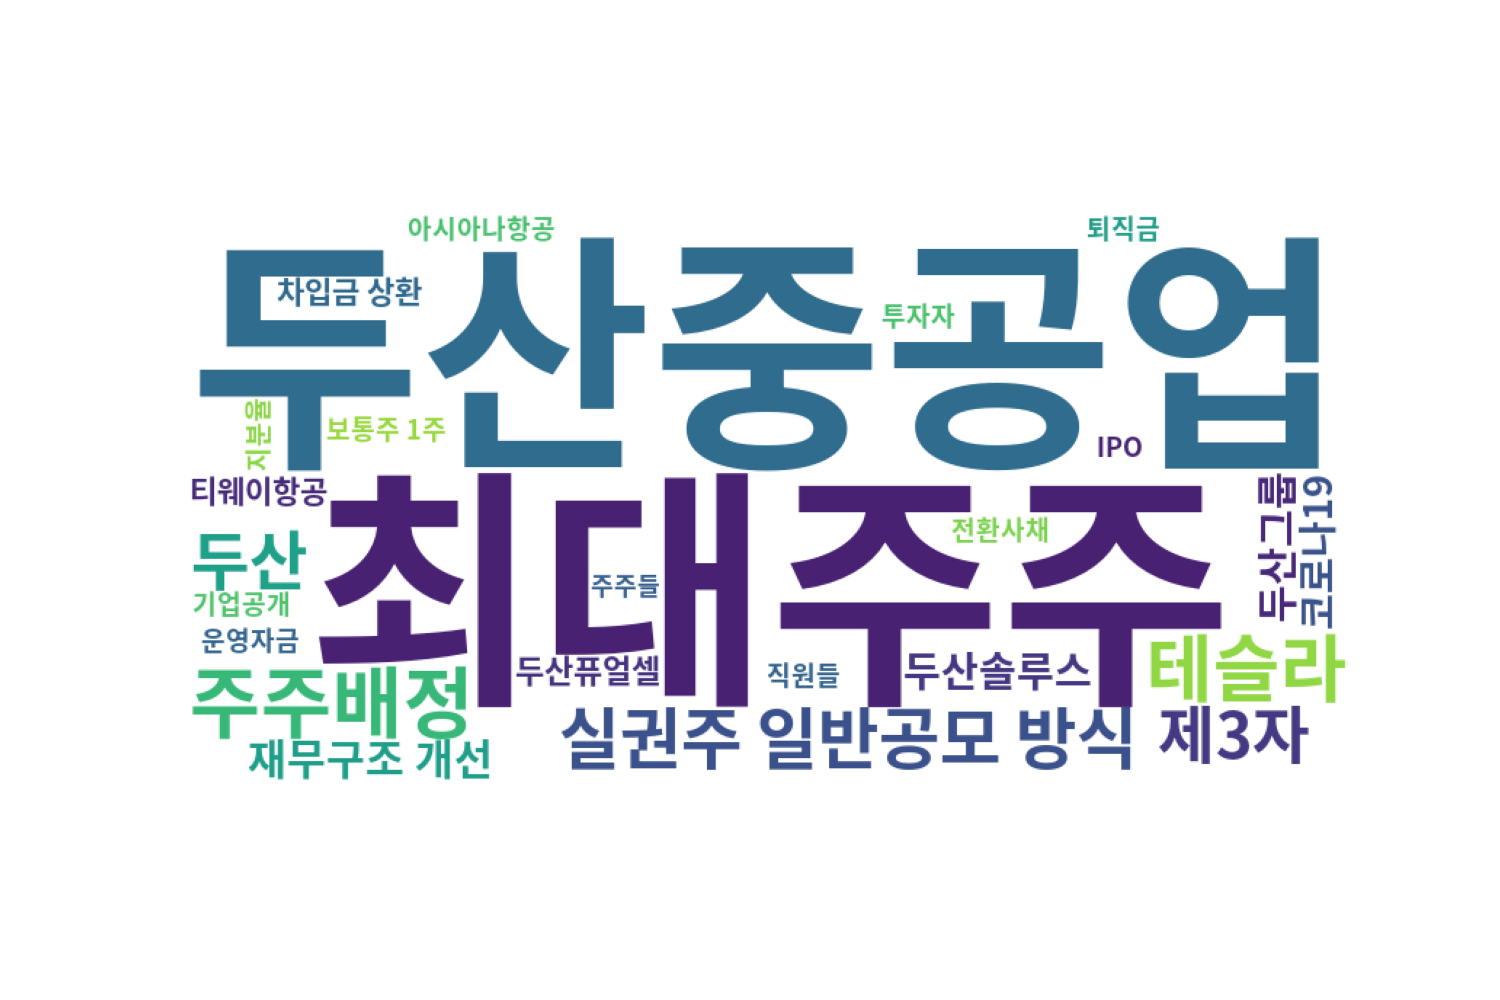 아시아나항공
퇴직금
두산중공업
차입금 상환
투자자
지분율
보통주 1주
IPO
티웨이항공
최대주주
전환사채
두산그룹
코로나19
두산
주주들
기업공개
운영자금
두산퓨얼셀
직원들
두산솔루스
테슬라
주주배정
실권주 일반공모 방식
제3자
재무구조 개선